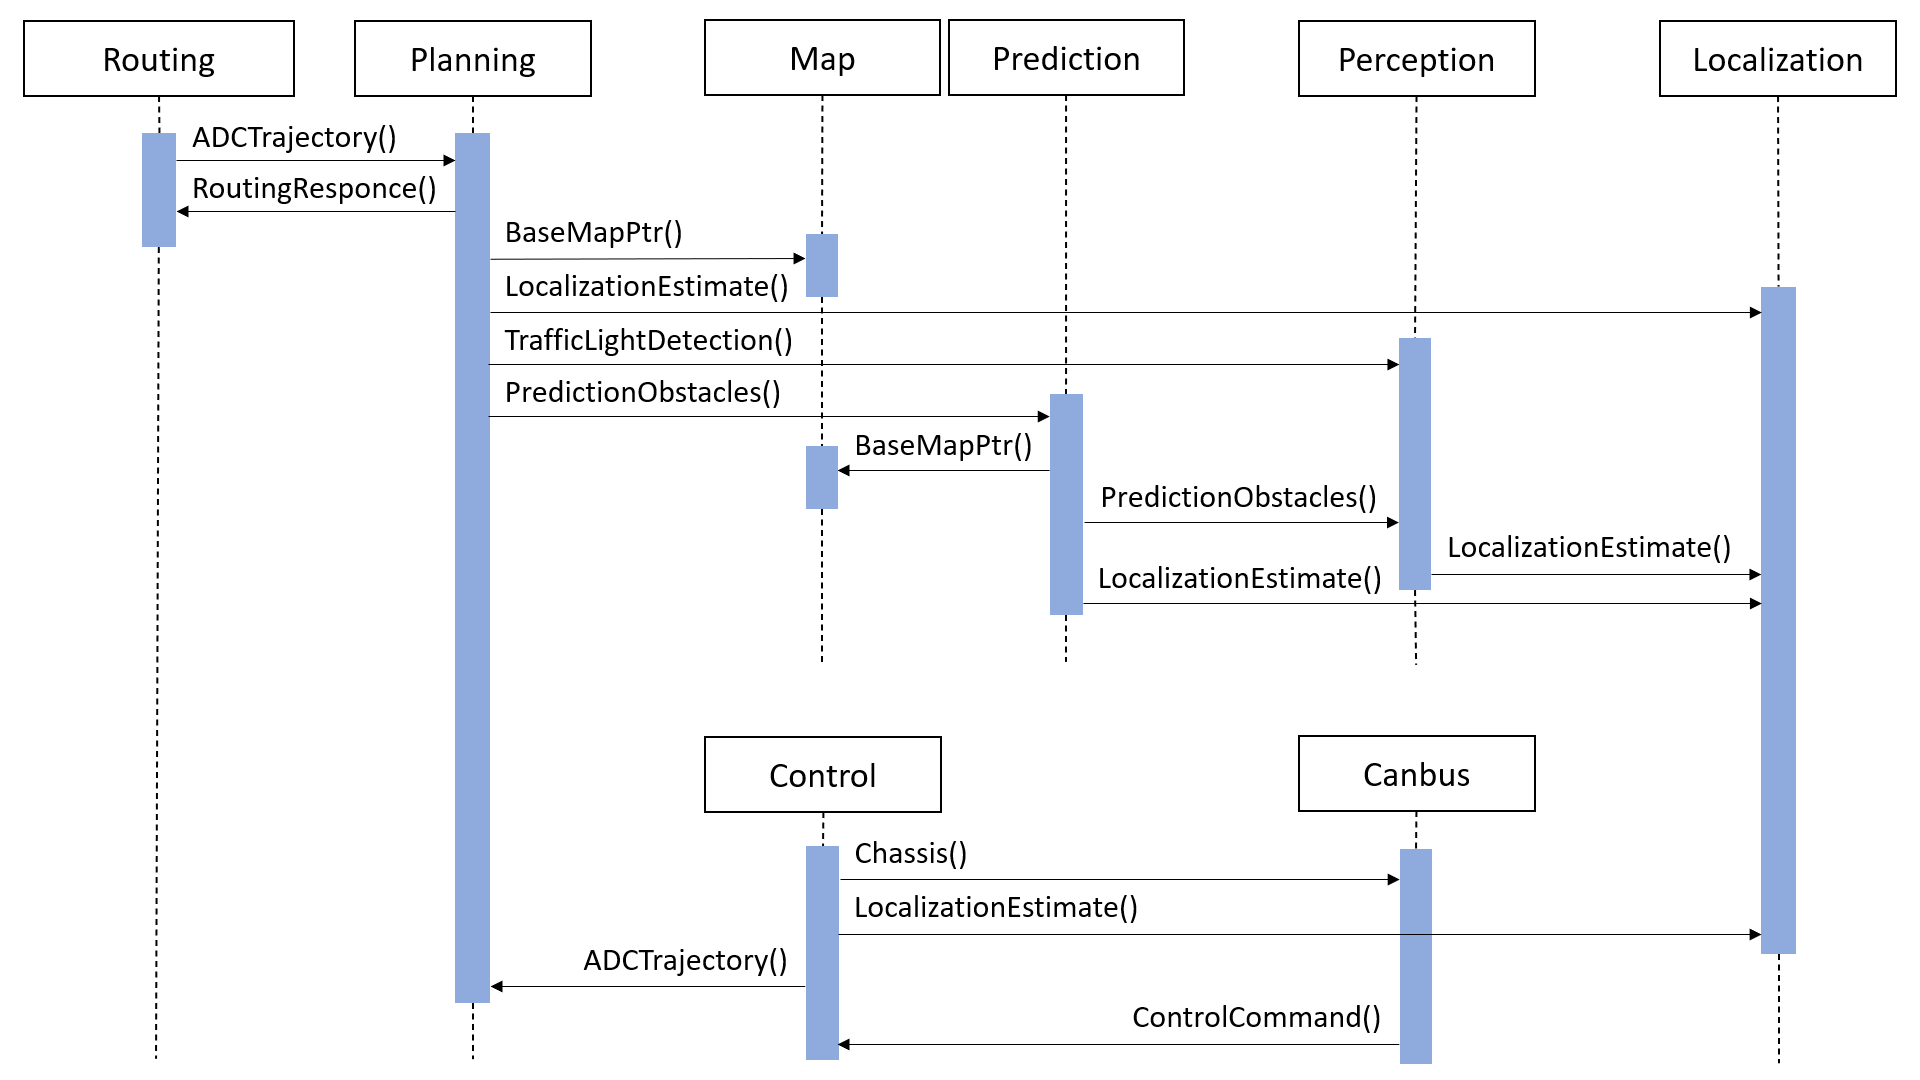 Routing
Planning
Map
Prediction
Perception
Localization
ADCTrajectory()
RoutingResponce()
BaseMapPtr()
LocalizationEstimate()
TrafficLightDetection()
PredictionObstacles()
BaseMapPtr()
PredictionObstacles()
LocalizationEstimate()
LocalizationEstimate()
Control
Canbus
Chassis()
LocalizationEstimate()
ADCTrajectory()
ControlCommand()